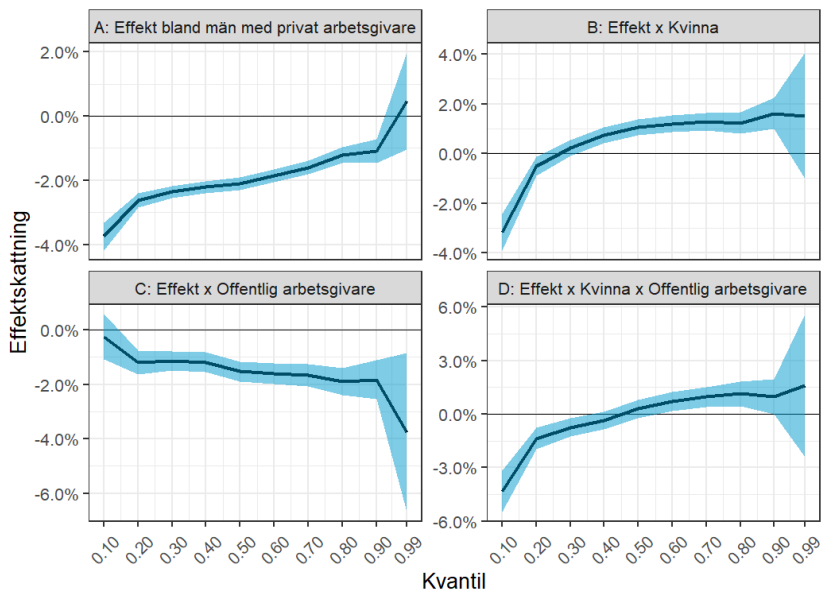 A: Effekt bland män med privat arbetsgivare
2.0%
0.0%
-2.0%
-4.0%
B: Effekt x Kvinna
4.0%
2.0%
0.0%
-2.0%
-4.0%
Effektskattning
C: Effekt x Offentlig arbetsgivare
0.0%
-2.0%
-4.0%
-6.0%
0.10 0.20 0.30 0.40 0.50 0.60 0.70 0.80 0.90 0.99
D: Effekt x Kvinna x Offentlig arbetsgivare
6.0%
3.0%
0.0%
-3.0%
-6.0%
0.10 0.20 0.30 0.40 0.50 0.60 0.70 0.80 0.90 0.99
Kvantil